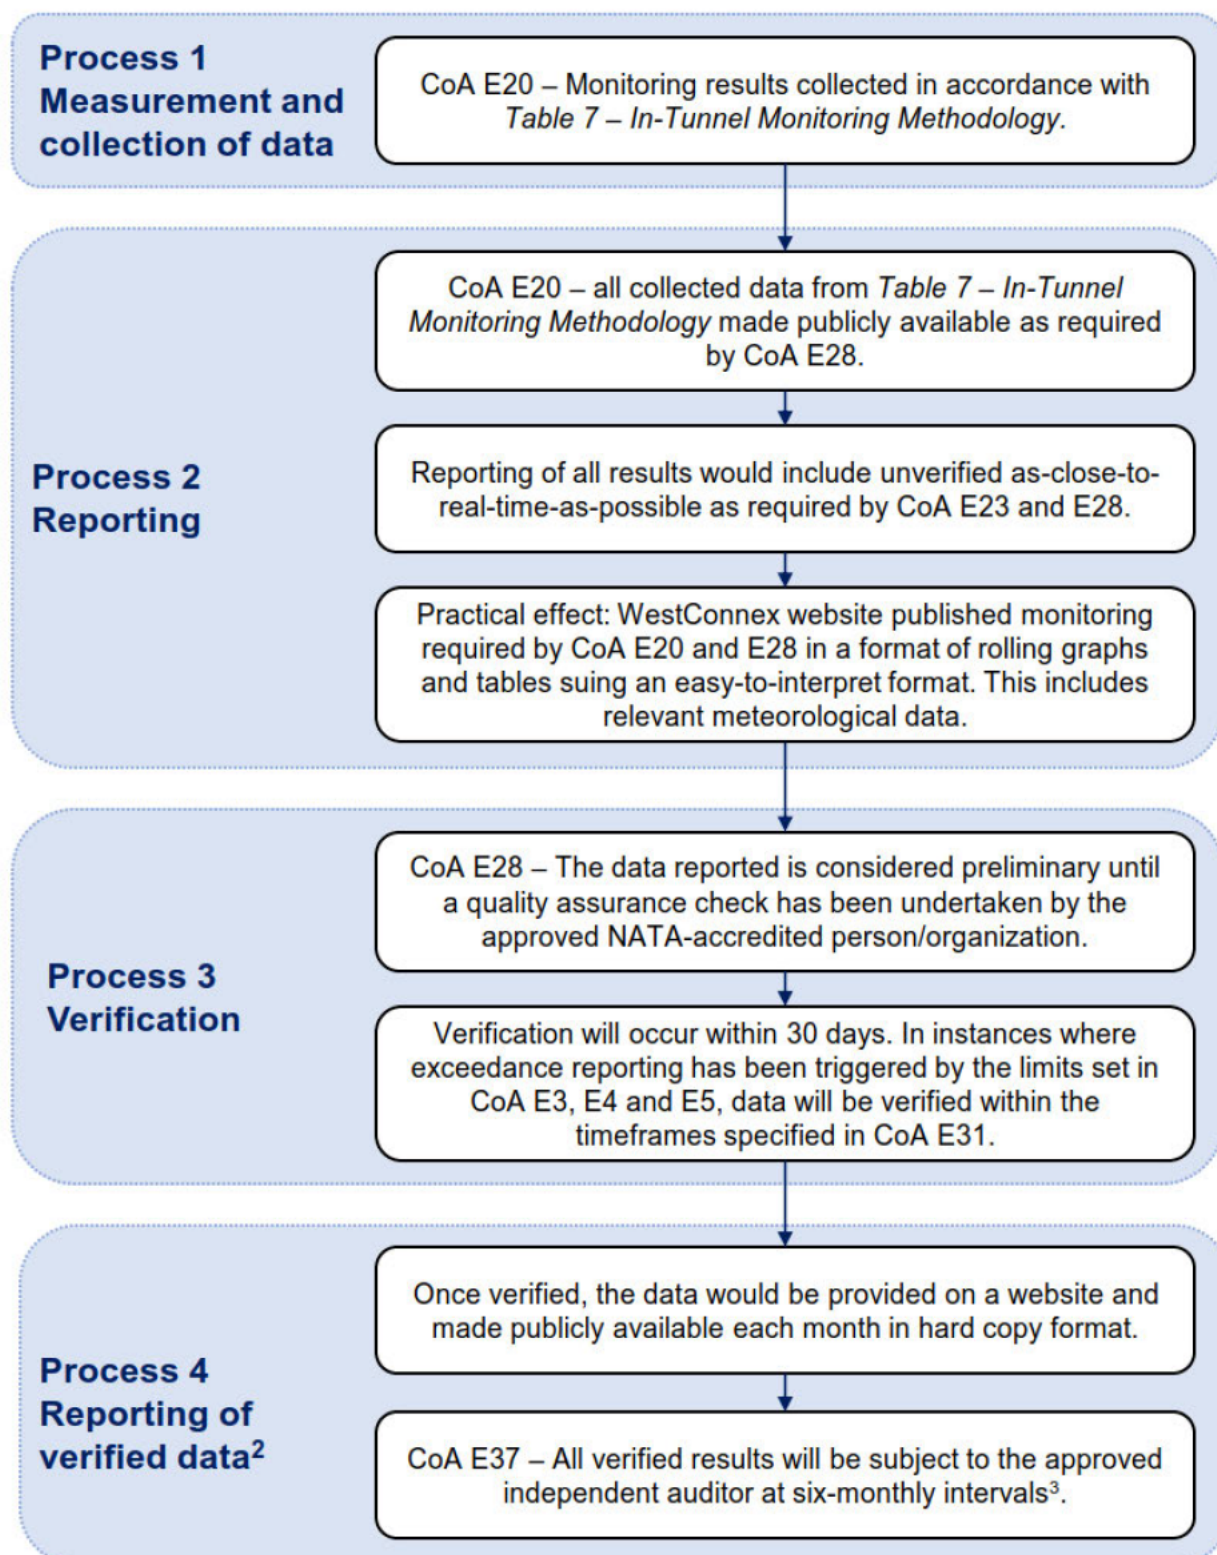 Process 1
Measurement and
collection of data
CoA E20 – Monitoring results collected in accordance with
Table 7 – In-Tunnel Monitoring Methodology.
Process 2
Reporting
CoA E20 – all collected data from Table 7 – In-Tunnel
Monitoring Methodology made publicly available as required
by CoA E28.
Reporting of all results would include unverified as-close-to-
real-time-as-possible as required by CoA E23 and E28.
Practical effect: WestConnex website published monitoring
required by CoA E20 and E28 in a format of rolling graphs
and tables suing an easy-to-interpret format. This includes
relevant meteorological data.
Process 3
Verification
CoA E28 – The data reported is considered preliminary until
a quality assurance check has been undertaken by the
approved NATA-accredited person/organization.
Verification will occur within 30 days. In instances where
exceedance reporting has been triggered by the limits set in
CoA E3, E4 and E5, data will be verified within the
timeframes specified in CoA E31.
Process 4
Reporting of
verified data²
Once verified, the data would be provided on a website and
made publicly available each month in hard copy format.
CoA E37 – All verified results will be subject to the approved
independent auditor at six-monthly intervals³.